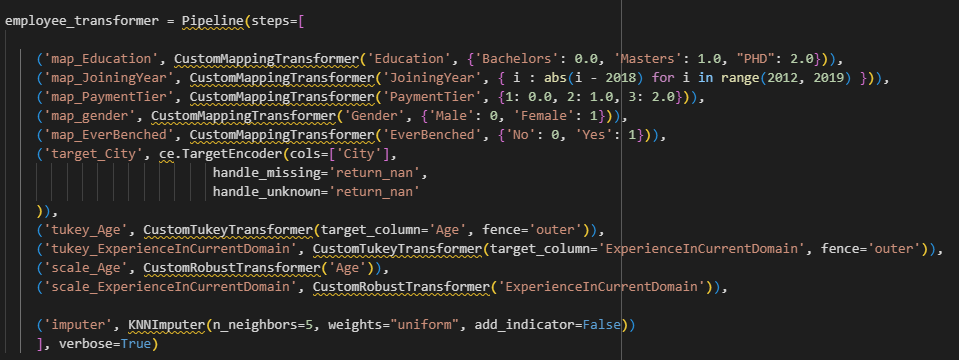 employee_transformer = Pipeline(steps=[
('map_Education', CustomMappingTransformer('Education', {'Bachelors': 0.0, 'Masters': 1.0, "PHD": 2.0})),
('map_JoiningYear', CustomMappingTransformer('JoiningYear', { i : abs(i - 2018) for i in range(2012, 2019) })),
('map_PaymentTier', CustomMappingTransformer('PaymentTier', {1: 0.0, 2: 1.0, 3: 2.0})),
('map_gender', CustomMappingTransformer('Gender', {'Male': 0, 'Female': 1})),
('map_EverBenched', CustomMappingTransformer('EverBenched', {'No': 0, 'Yes': 1})),
('target_City', ce.TargetEncoder(cols=['City'],
handle_missing='return_nan',
handle_unknown='return_nan'
)),
('tukey_Age', CustomTukeyTransformer(target_column='Age', fence='outer')),
('tukey_ExperienceInCurrentDomain', CustomTukeyTransformer(target_column='ExperienceInCurrentDomain', fence='outer')),
('scale_Age', CustomRobustTransformer('Age')),
('scale_ExperienceInCurrentDomain', CustomRobustTransformer('ExperienceInCurrentDomain')),
('imputer', KNNImputer(n_neighbors=5, weights="uniform", add_indicator=False))
], verbose=True)